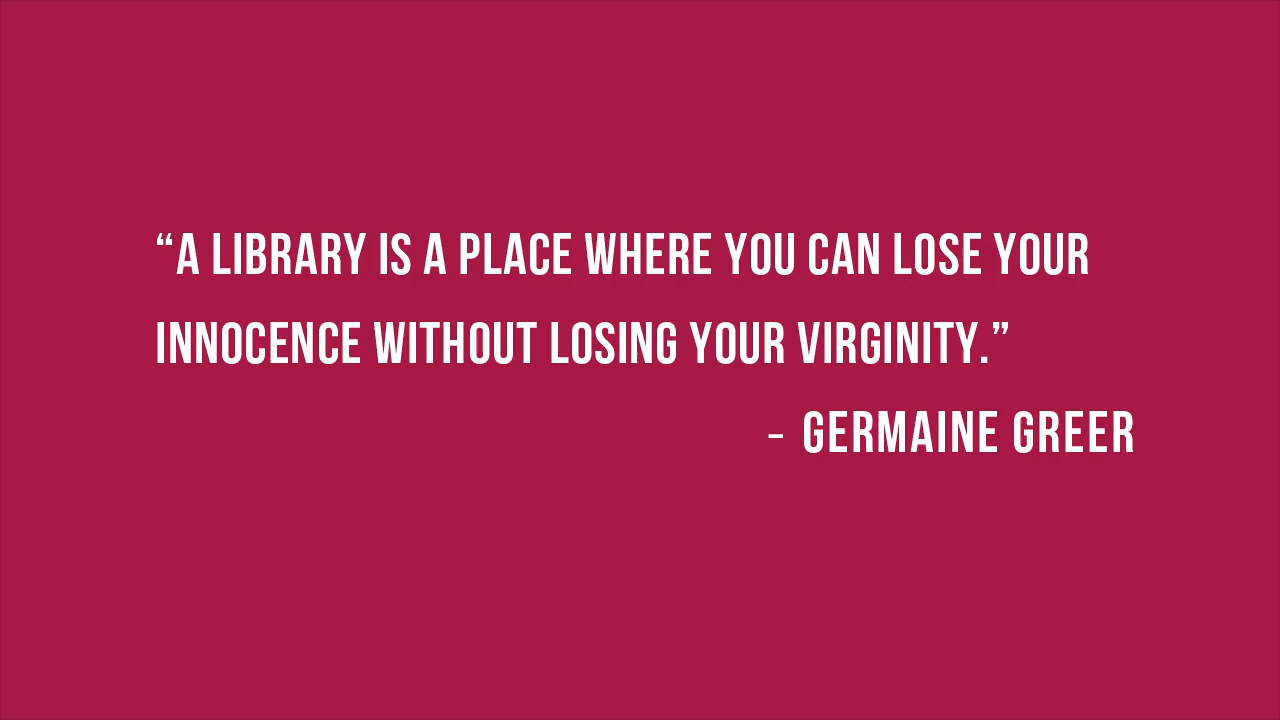 “A LIBRARY IS A PLACE WHERE YOU CAN LOSE YOUR
INNOCENCE WITHOUT LOSING YOUR VIRGINITY.”
- GERMAINE GREER